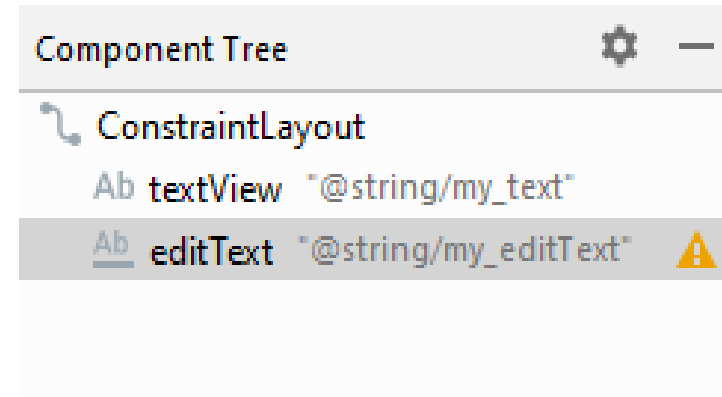 Component Tree
ConstraintLayout
Ab textView "@string/my_text"
Ab editText "@string/my_editText"